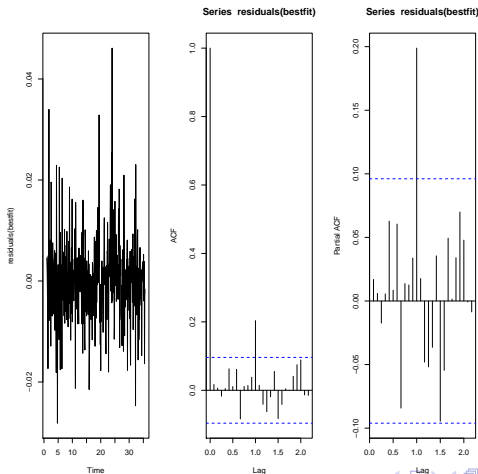 Series residuals(bestfit)
Series residuals(bestfit)
residuals(bestfit)
0.04
0.02
0.00
−0.02
0 5 10 20 30
Time
ACF
1.0
0.8
0.6
0.4
0.2
0.0
0.0 0.5 1.0 1.5 2.0
Lag
Partial ACF
0.20
0.15
0.10
0.05
0.00
−0.05
−0.10
0.0 0.5 1.0 1.5 2.0
Lag